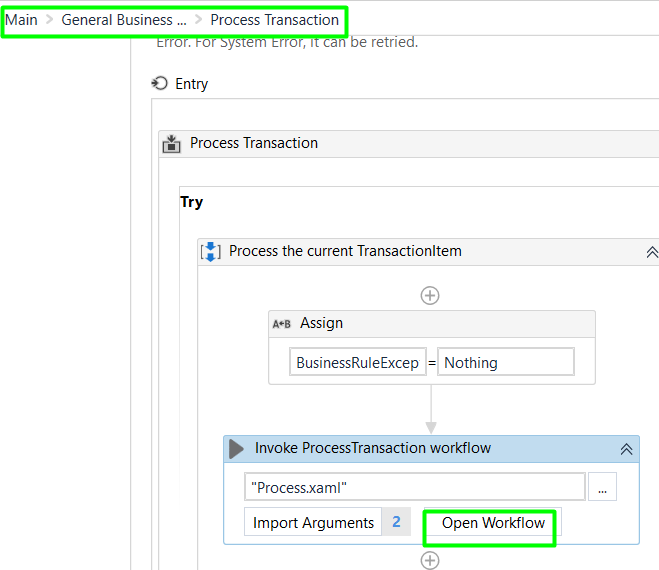 Main > General Business ... > Process Transaction
Error. For System Error, it can be retried.
Entry
Process Transaction
Try
Process the current TransactionItem
A←B Assign
BusinessRuleExcep = Nothing
Invoke ProcessTransaction workflow
"Process.xaml" ...
Import Arguments 2 Open Workflow